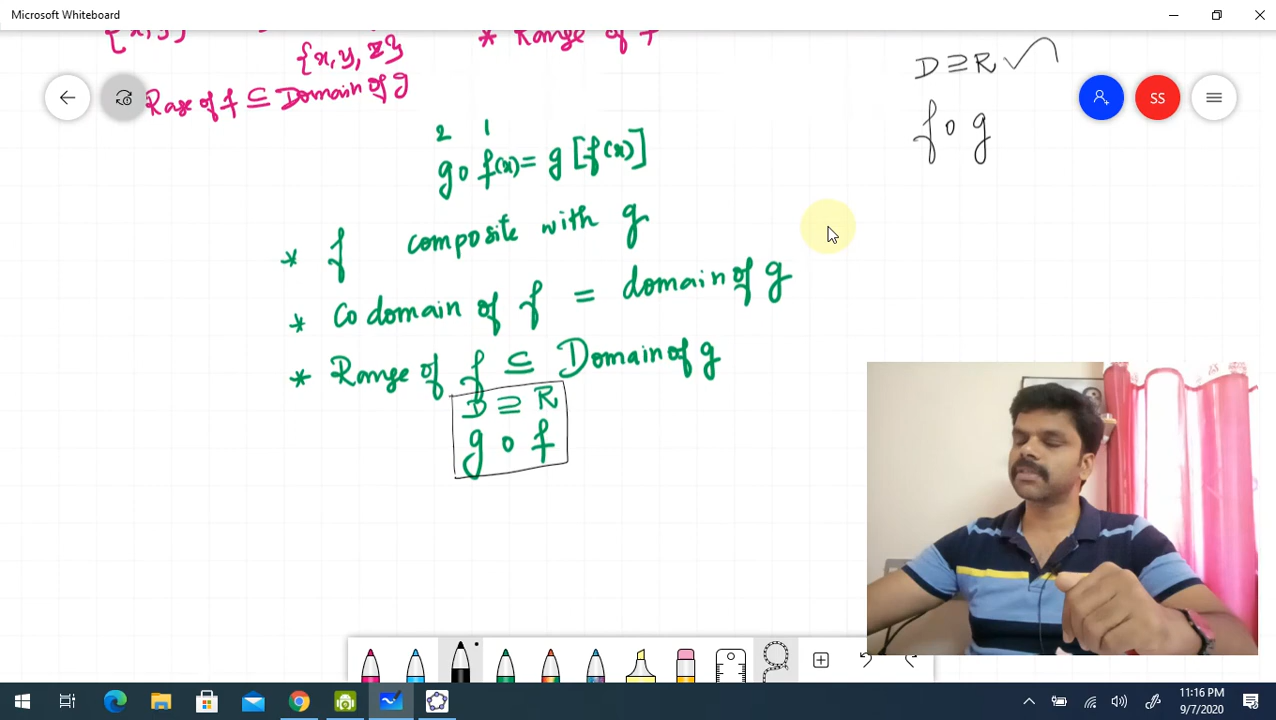 Microsoft Whiteboard
{x,y}
{x, y, z}
* Range of f
Rage of f ⊆ Domain of g
D ⊇ R ✓
f o g
SS
2 1
g o f(x) = g [f(x)]
* f composite with g
* Co domain of f = domain of g
* Range of f ⊆ Domain of g
D ⊇ R
g o f
11:16 PM
9/7/2020